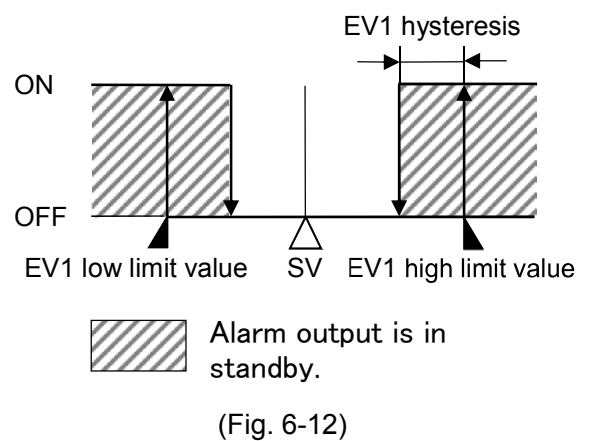 EV1 hysteresis
ON
OFF
EV1 low limit value
SV
EV1 high limit value
Alarm output is in
standby.
(Fig. 6-12)